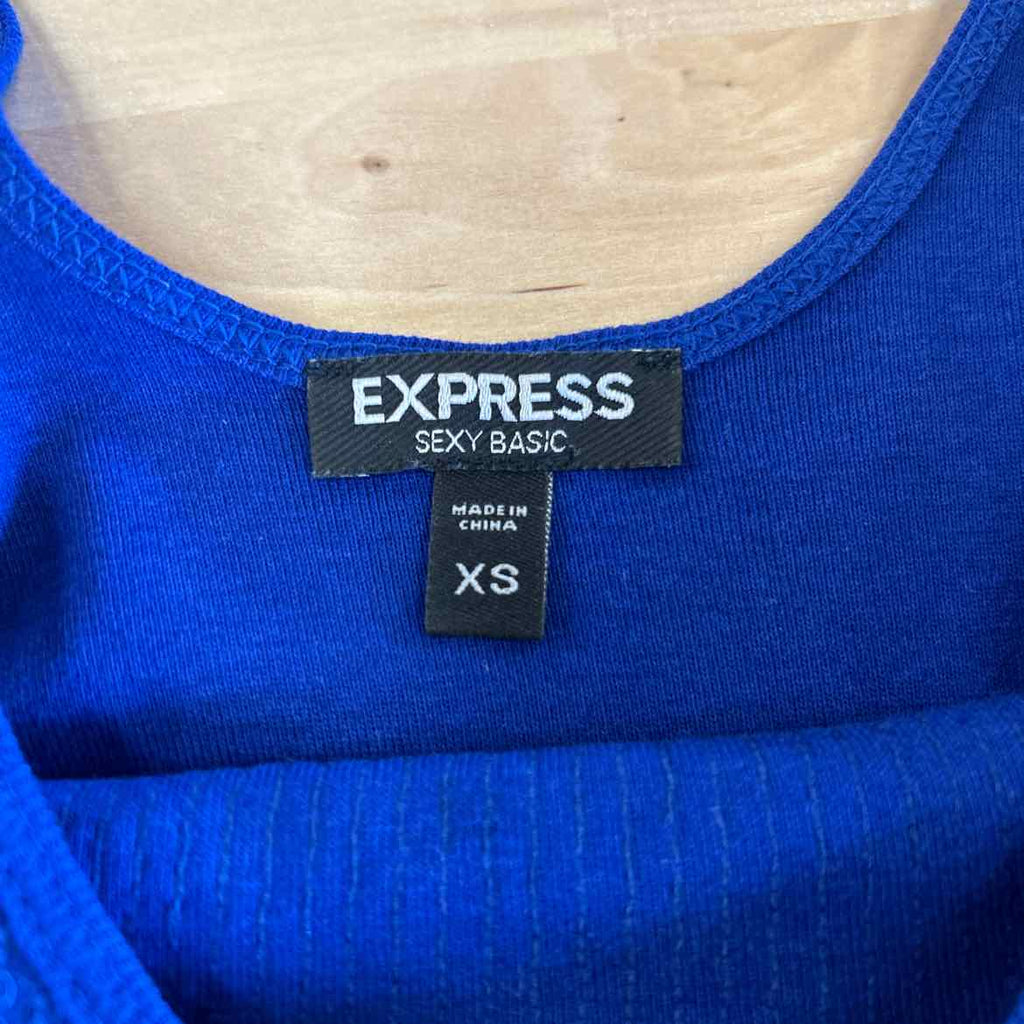 EXPRESS
SEXY BASIC
MADE IN
CHINA
XS